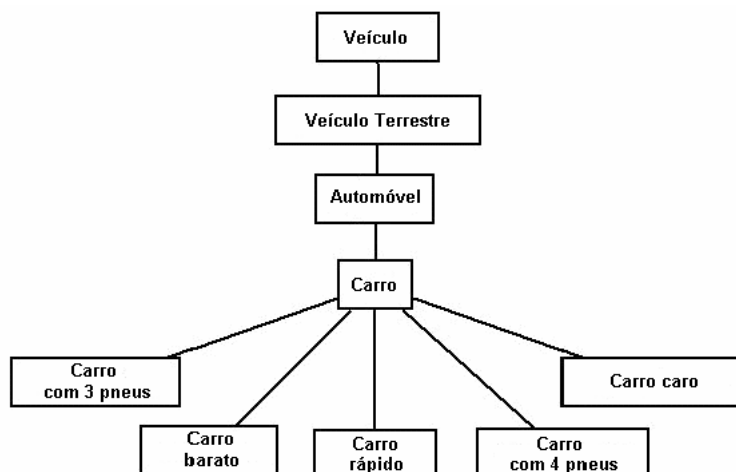 Veículo
Veículo Terrestre
Automóvel
Carro
Carro
com 3 pneus
Carro caro
Carro
barato
Carro
rápido
Carro
com 4 pneus